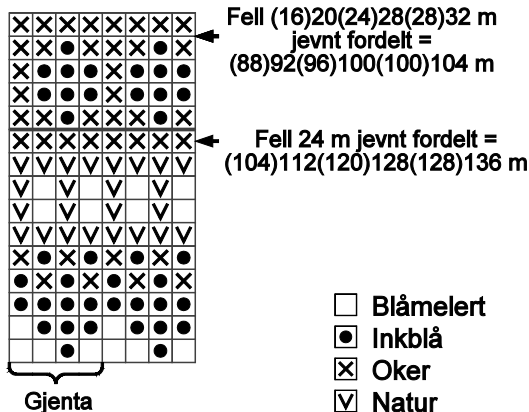 Fell (16)20(24)28(28)32 m
jevnt fordelt =
(88)92(96)100(100)104 m
Fell 24 m jevnt fordelt =
(104)112(120)128(128)136 m
Blåmelert
Inkblå
Oker
Natur
Gjenta